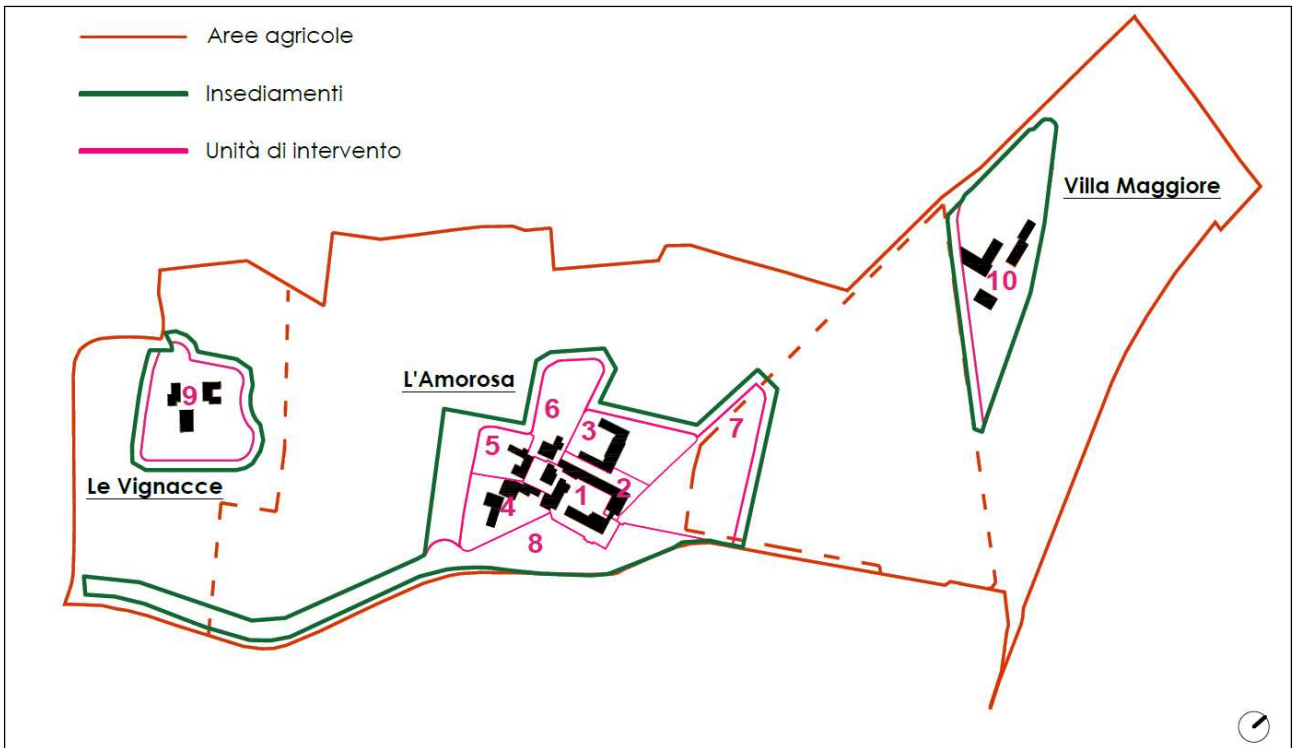 Aree agricole
Insediamenti
Unità di intervento
Villa Maggiore
10
L'Amorosa
9
6
3
7
5
2
1
4
8
Le Vignacce